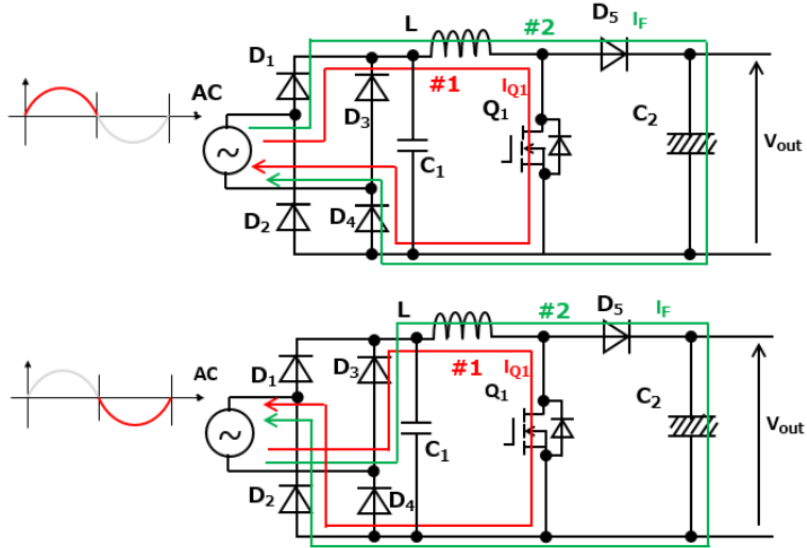 L
#2
D5
IF
D1
AC
#1
IQ1
Q1
D3
C2
~
C1
Vout
D2
D4
L
#2
D5
IF
AC
D1
D3
#1
IQ1
Q1
C2
~
C1
Vout
D2
D4